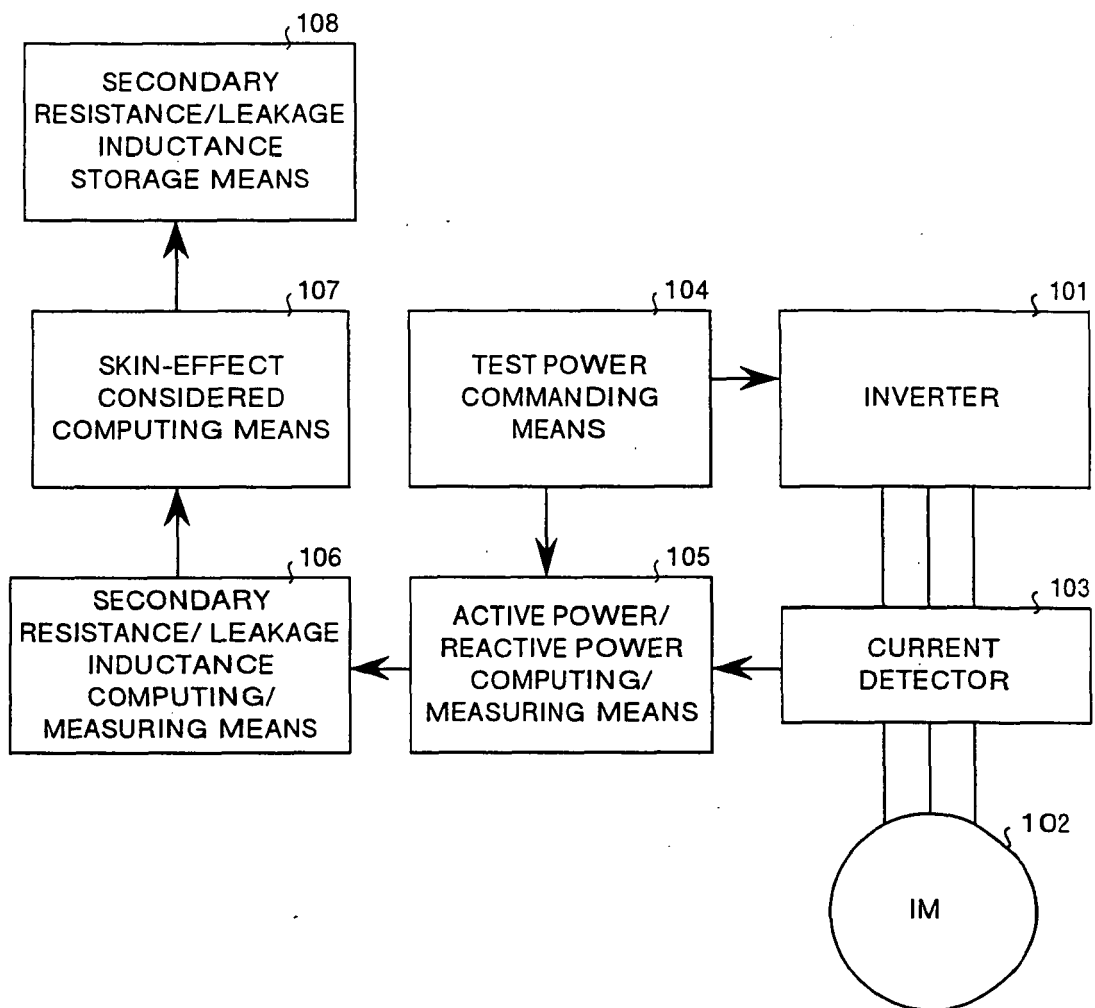 108
SECONDARY
RESISTANCE/LEAKAGE
INDUCTANCE
STORAGE MEANS
107
SKIN-EFFECT
CONSIDERED
COMPUTING MEANS
104
TEST POWER
COMMANDING
MEANS
101
INVERTER
106
SECONDARY
RESISTANCE/ LEAKAGE
INDUCTANCE
COMPUTING/
MEASURING MEANS
105
ACTIVE POWER/
REACTIVE POWER
COMPUTING/
MEASURING MEANS
103
CURRENT
DETECTOR
102
IM